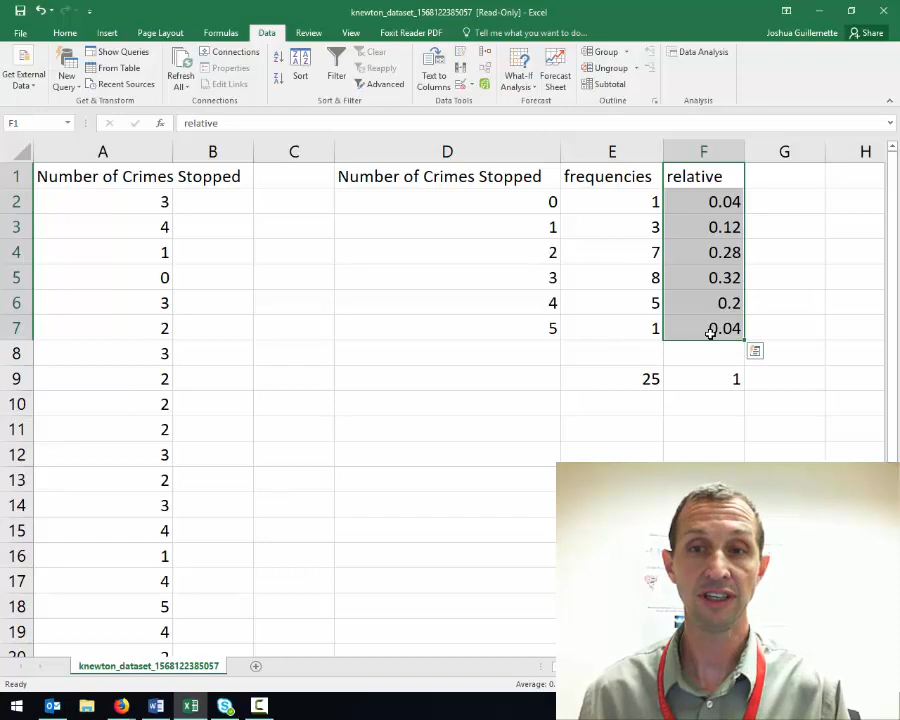 knewton_dataset_1568122385057 [Read-Only] - Excel
File Home Insert Page Layout Formulas Data Review View Foxit Reader PDF Tell me what you want to do... Joshua Guillemette Share
Get External Data
New Query
Show Queries
From Table
Recent Sources
Get & Transform
Refresh All
Connections
Properties
Edit Links
Connections
Sort
Filter
Clear
Reapply
Advanced
Sort & Filter
Text to Columns
Data Tools
What-If Analysis
Forecast Sheet
Forecast
Group
Ungroup
Subtotal
Outline
Data Analysis
Analysis
F1 fx relative
A B C D E F G H
1 Number of Crimes Stopped Number of Crimes Stopped frequencies relative
2 3 0 1 0.04
3 4 1 3 0.12
4 1 2 7 0.28
5 0 3 8 0.32
6 3 4 5 0.2
7 2 5 1 0.04
8 3
9 2 25 1
10 2
11 2
12 3
13 2
14 3
15 4
16 1
17 4
18 5
19 4
20 2
knewton_dataset_1568122385057
Ready